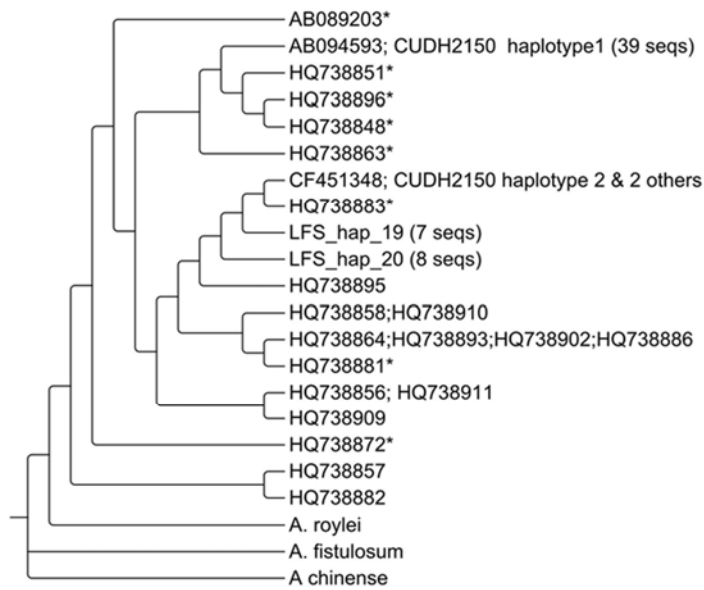 AB089203*
AB094593; CUDH2150 haplotype1 (39 seqs)
HQ738851*
HQ738896*
HQ738848*
HQ738863*
CF451348; CUDH2150 haplotype 2 & 2 others
HQ738883*
LFS_hap_19 (7 seqs)
LFS_hap_20 (8 seqs)
HQ738895
HQ738858;HQ738910
HQ738864;HQ738893;HQ738902;HQ738886
HQ738881*
HQ738856; HQ738911
HQ738909
HQ738872*
HQ738857
HQ738882
A. roylei
A. fistulosum
A chinense